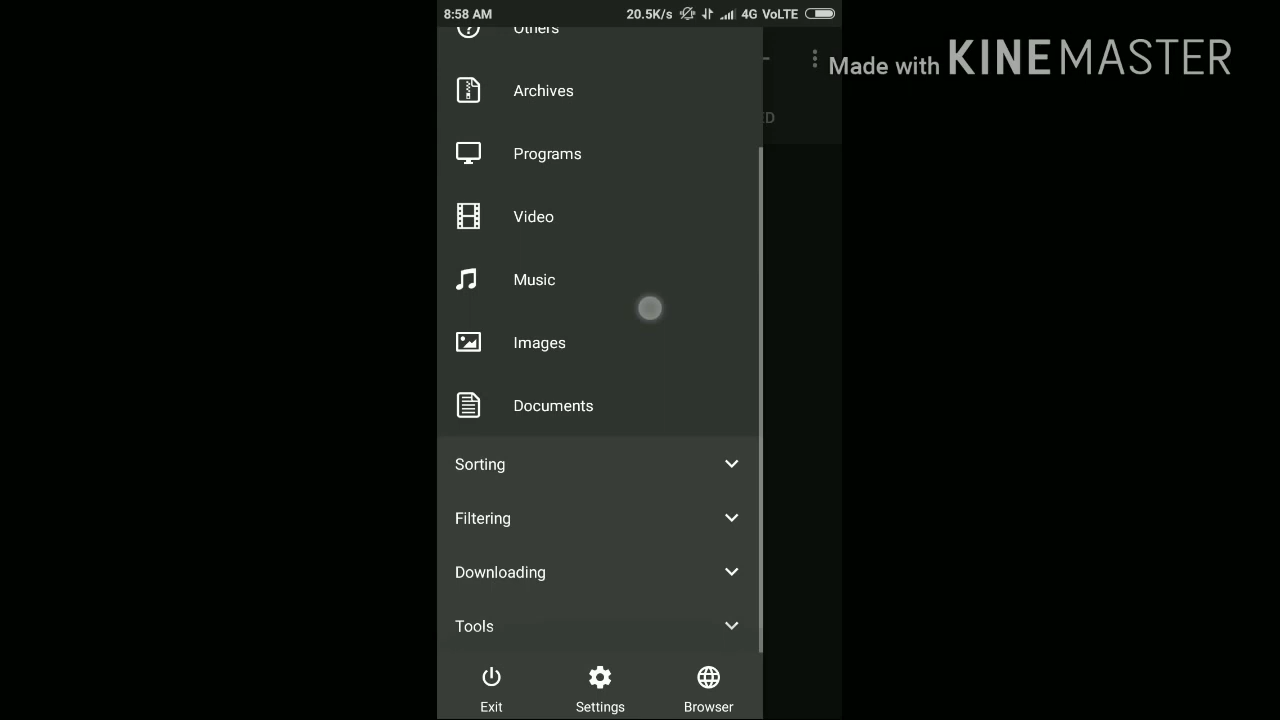 8:58 AM 20.5K/s 4G VoLTE
Made with KINEMASTER
Others
Archives
ED
Programs
Video
Music
Images
Documents
Sorting
Filtering
Downloading
Tools
Exit Settings Browser